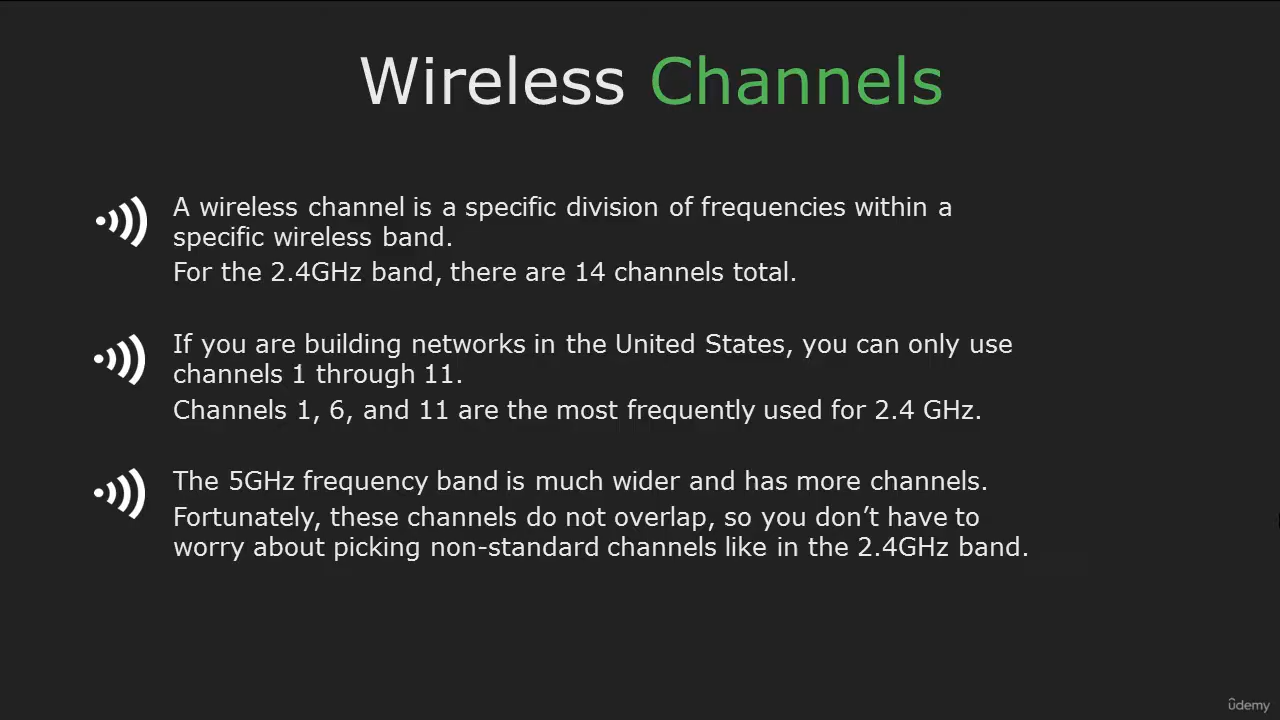 Wireless Channels
A wireless channel is a specific division of frequencies within a
specific wireless band.
For the 2.4GHz band, there are 14 channels total.
If you are building networks in the United States, you can only use
channels 1 through 11.
Channels 1, 6, and 11 are the most frequently used for 2.4 GHz.
The 5GHz frequency band is much wider and has more channels.
Fortunately, these channels do not overlap, so you don’t have to
worry about picking non-standard channels like in the 2.4GHz band.
ûdemy